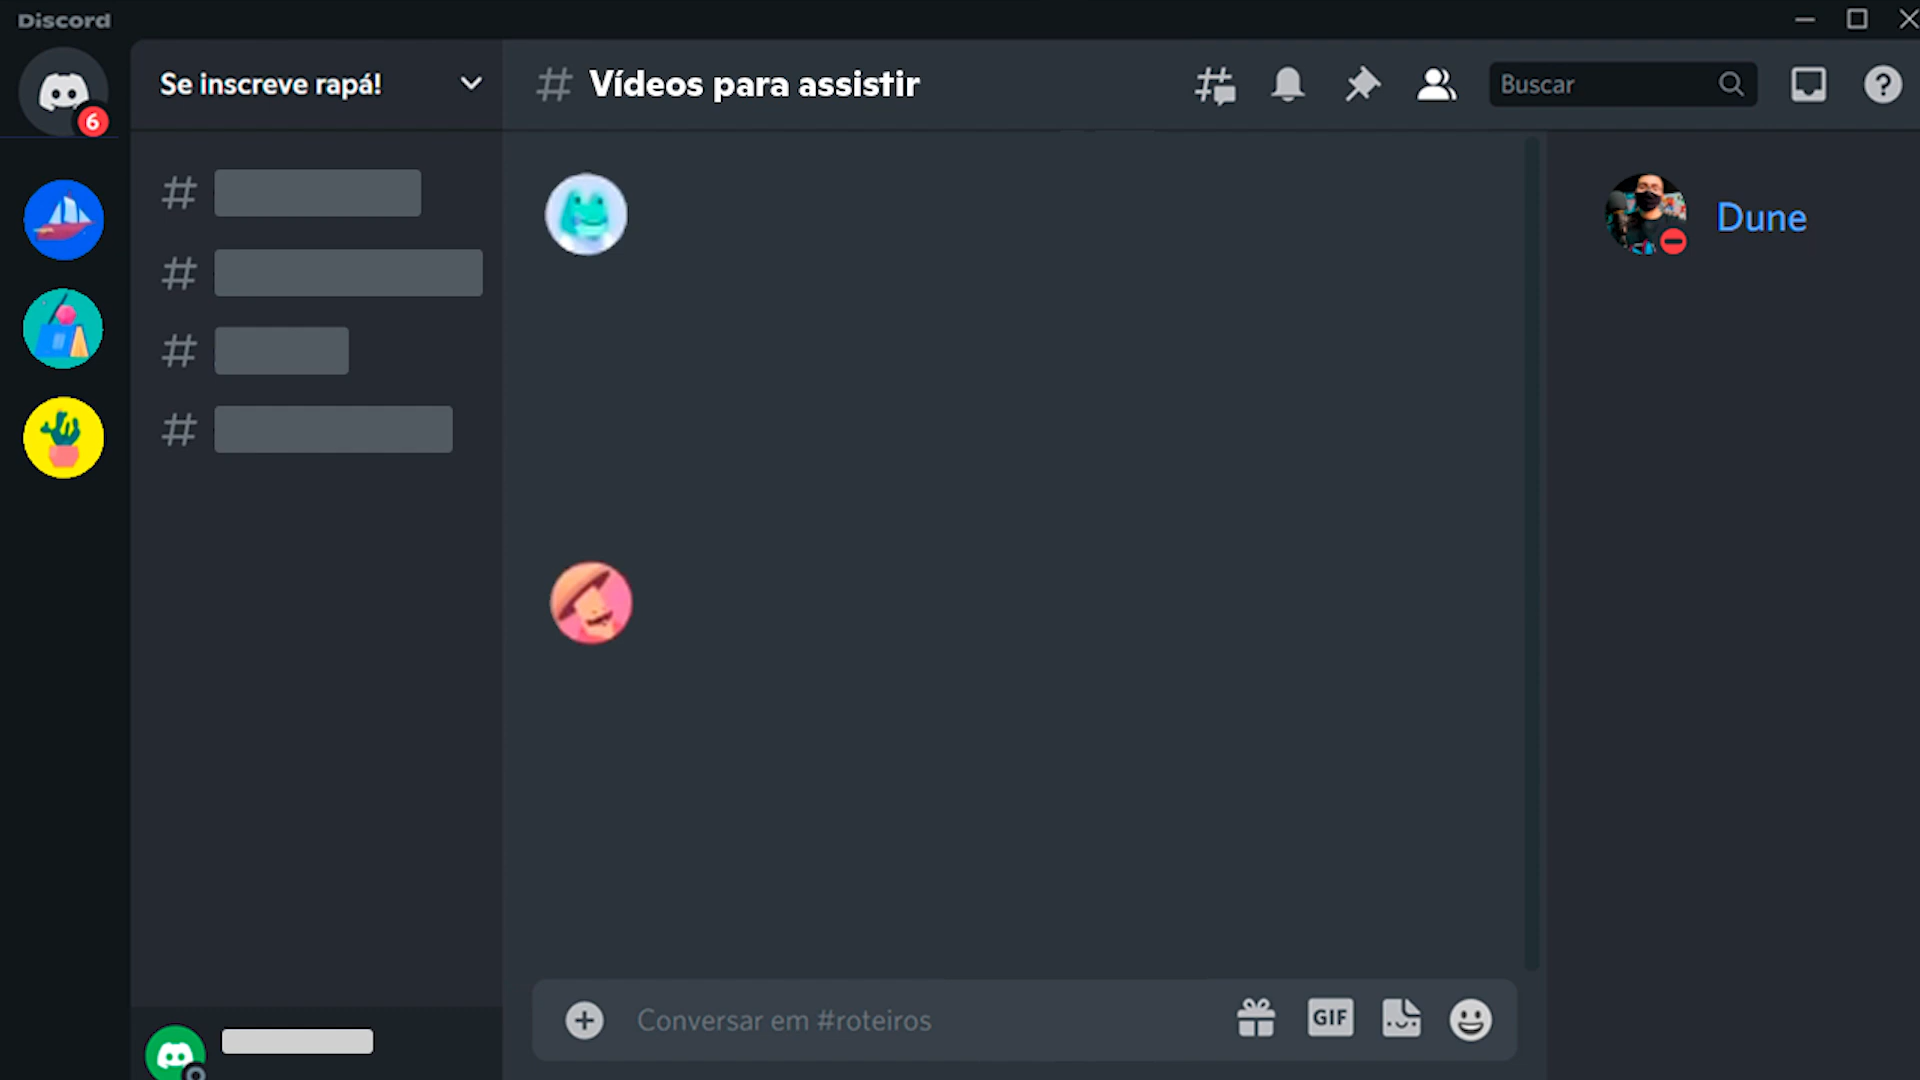 Discord
6
Se inscreve rapá!
Vídeos para assistir
Buscar
Dune
Conversar em #roteiros
GIF